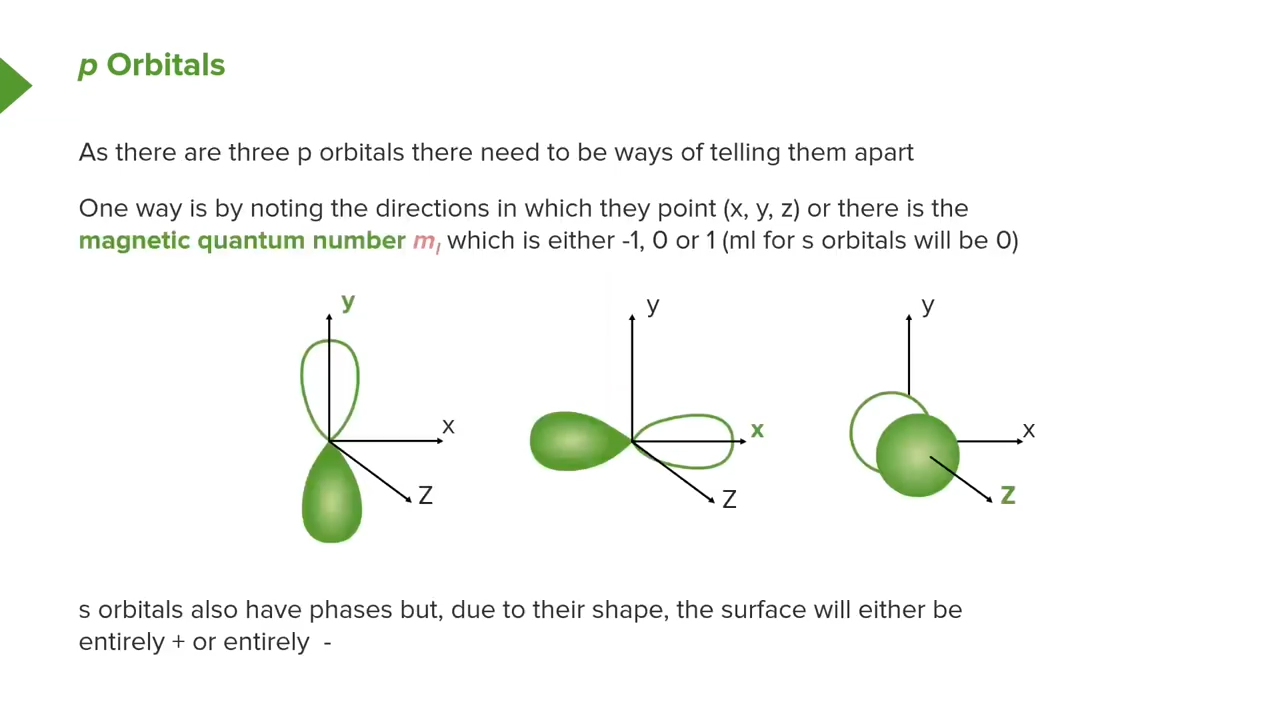 p Orbitals
As there are three p orbitals there need to be ways of telling them apart
One way is by noting the directions in which they point (x, y, z) or there is the
magnetic quantum number ml which is either -1, 0 or 1 (ml for s orbitals will be 0)
y
x
Z
y
x
Z
y
x
Z
s orbitals also have phases but, due to their shape, the surface will either be
entirely + or entirely -